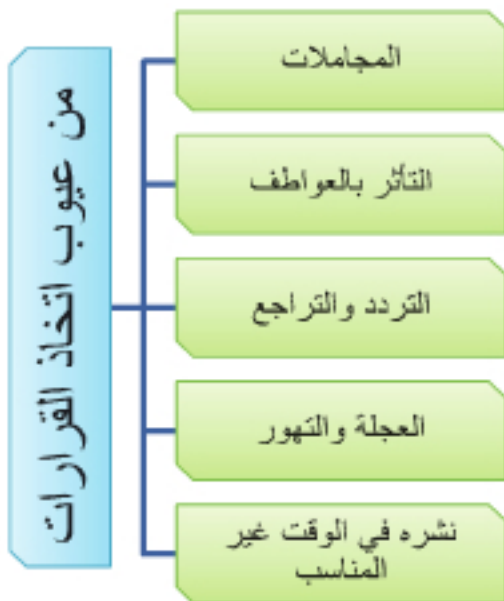 من عيوب اتخاذ القرارات
المجاملات
التأثر بالعواطف
التردد والتراجع
العجلة والتهور
نشره في الوقت غير
المناسب